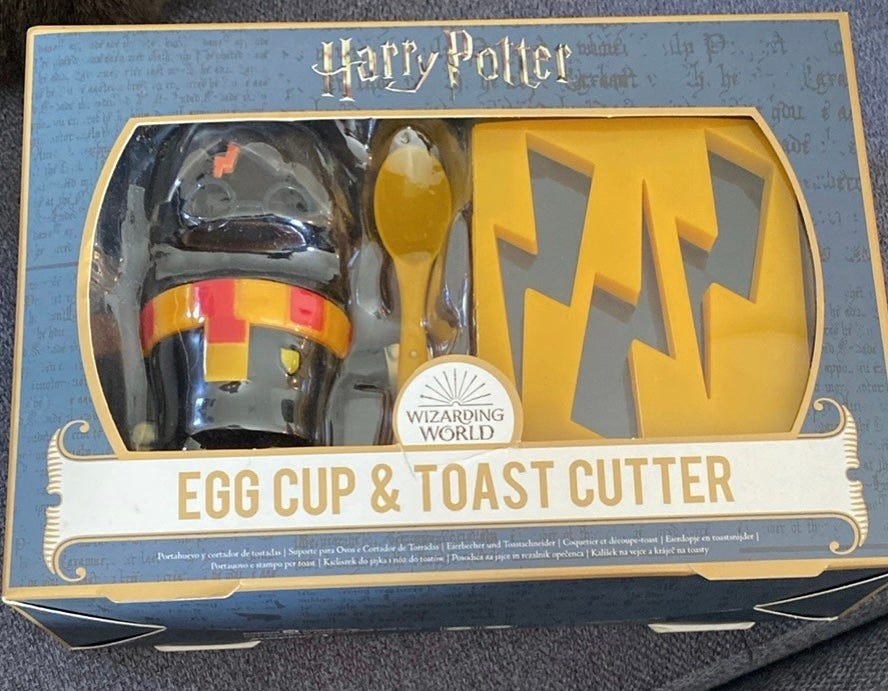 Harry Potter
WIZARDING
WORLD
EGG CUP & TOAST CUTTER
Portahuevo y cortador de tostadas | Suporte para Ovos e Cortador de Torradas | Eierbecher und Toastschneider | Coquetier et découpe-toast | Eierdopje en toastsnijder |
Portauovo e stampo per toast | Kieliszek do jajka i nóż do tostów | Posodica za jajce in rezalnik opečenca | Kalíšek na vejce a kráječ na toasty